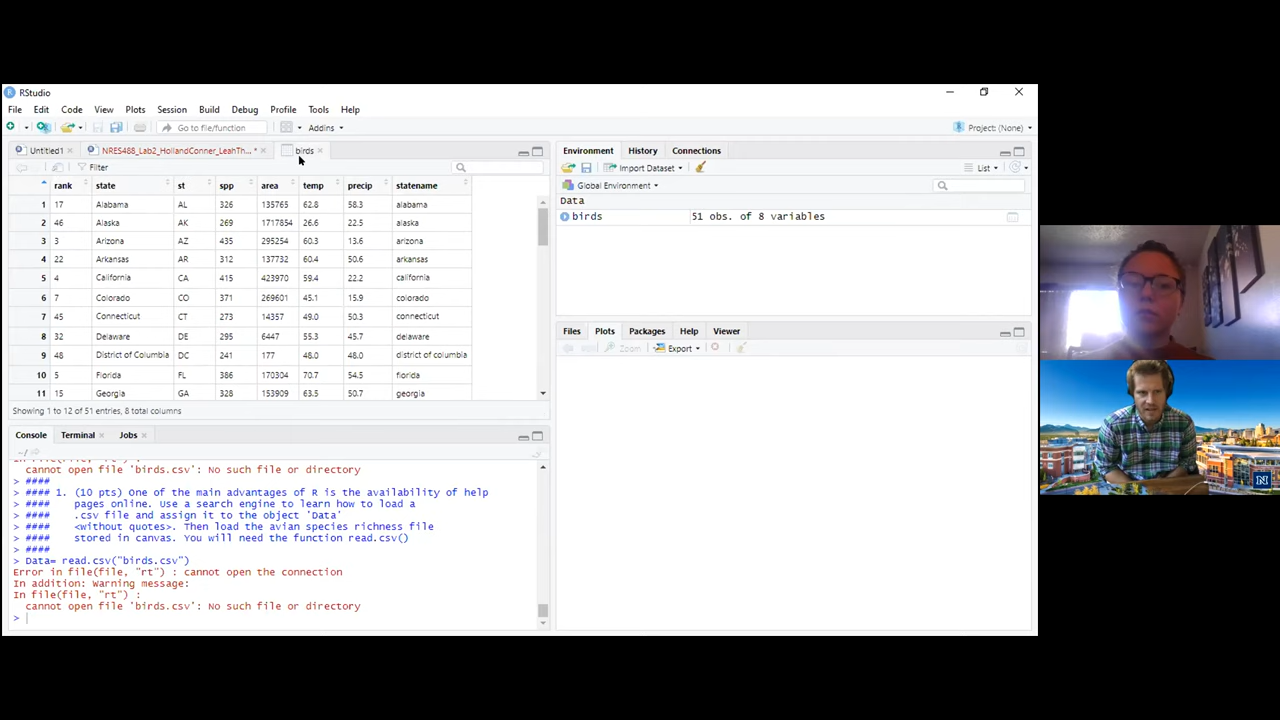 RStudio
File Edit Code View Plots Session Build Debug Profile Tools Help
Go to file/function Addins Project: (None)
Untitled1 NRES488_Lab2_HollandConner_LeahTh...* birds
Filter
rank state st spp area temp precip statename
1 17 Alabama AL 326 135765 62.8 58.3 alabama
2 46 Alaska AK 269 1717854 26.6 22.5 alaska
3 3 Arizona AZ 435 295254 60.3 13.6 arizona
4 22 Arkansas AR 312 137732 60.4 50.6 arkansas
5 4 California CA 415 423970 59.4 22.2 california
6 7 Colorado CO 371 269601 45.1 15.9 colorado
7 45 Connecticut CT 273 14357 49.0 50.3 connecticut
8 32 Delaware DE 295 6447 55.3 45.7 delaware
9 48 District of Columbia DC 241 177 48.0 48.0 district of columbia
10 5 Florida FL 386 170304 70.7 54.5 florida
11 15 Georgia GA 328 153909 63.5 50.7 georgia
Showing 1 to 12 of 51 entries, 8 total columns
Console Terminal Jobs
~/
cannot open file 'birds.csv': No such file or directory
> ####
> #### 1. (10 pts) One of the main advantages of R is the availability of help
> #### pages online. Use a search engine to learn how to load a
> #### .csv file and assign it to the object 'Data'
> #### <without quotes>. Then load the avian species richness file
> #### stored in canvas. You will need the function read.csv()
> ####
> Data= read.csv("birds.csv")
Error in file(file, "rt") : cannot open the connection
In addition: Warning message:
In file(file, "rt") :
cannot open file 'birds.csv': No such file or directory
>
Environment History Connections
Import Dataset List
Global Environment
Data
birds 51 obs. of 8 variables
Files Plots Packages Help Viewer
Zoom Export
N